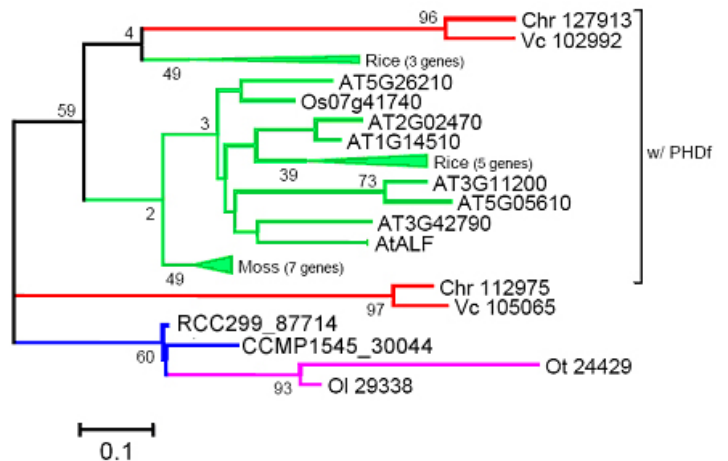 96
Chr 127913
4
Vc 102992
49
Rice (3 genes)
59
AT5G26210
Os07g41740
3
AT2G02470
AT1G14510
39
Rice (5 genes)
w/ PHDf
73
AT3G11200
AT5G05610
2
AT3G42790
AtALF
49
Moss (7 genes)
Chr 112975
97
Vc 105065
RCC299_87714
60
CCMP1545_30044
Ot 24429
93
Ol 29338
0.1